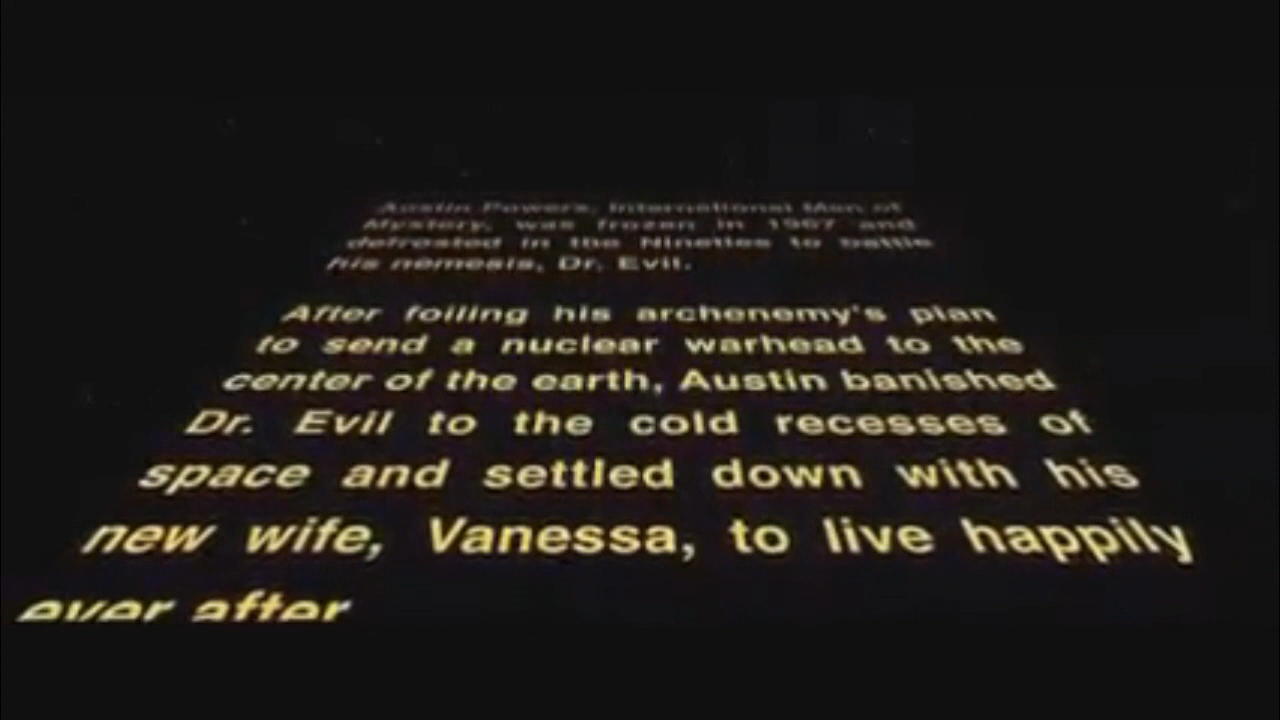 Austin Powers, International Man of
Mystery, was frozen in 1967 and
defrosted in the Nineties to battle
his nemesis, Dr. Evil.
After foiling his archenemy's plan
to send a nuclear warhead to the
center of the earth, Austin banished
Dr. Evil to the cold recesses of
space and settled down with his
new wife, Vanessa, to live happily
ever after